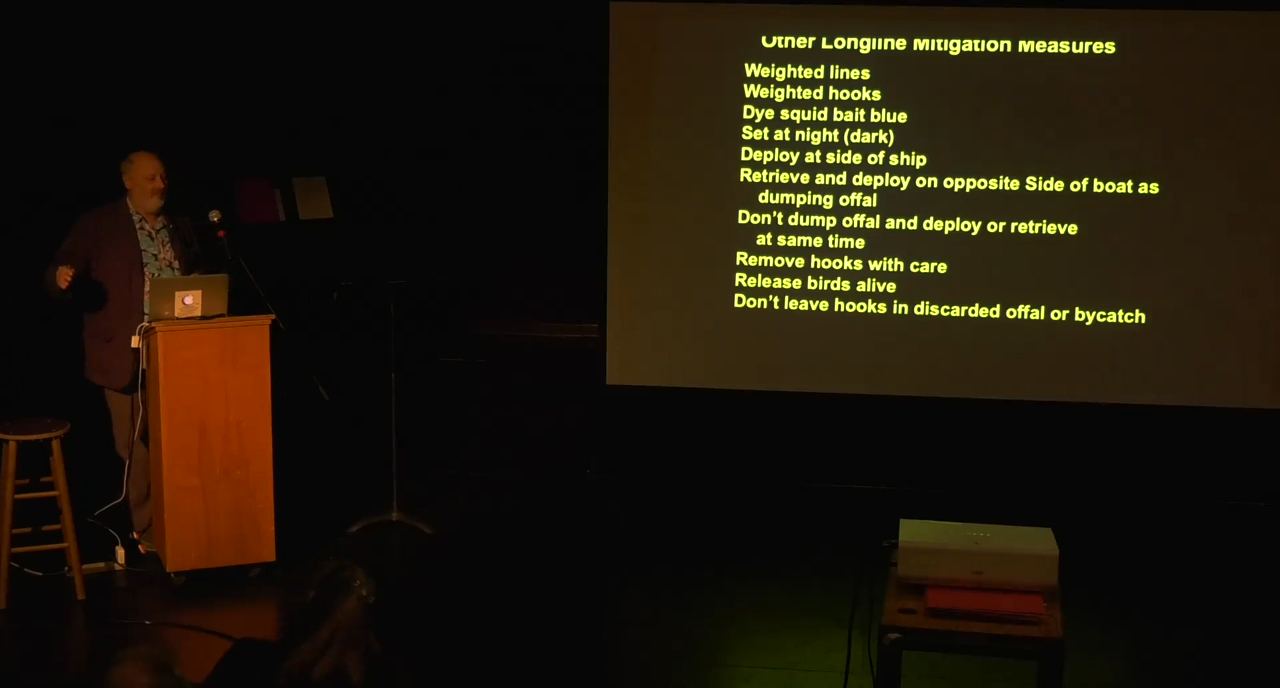 Other Longline Mitigation Measures
Weighted lines
Weighted hooks
Dye squid bait blue
Set at night (dark)
Deploy at side of ship
Retrieve and deploy on opposite Side of boat as
dumping offal
Don't dump offal and deploy or retrieve
at same time
Remove hooks with care
Release birds alive
Don't leave hooks in discarded offal or bycatch